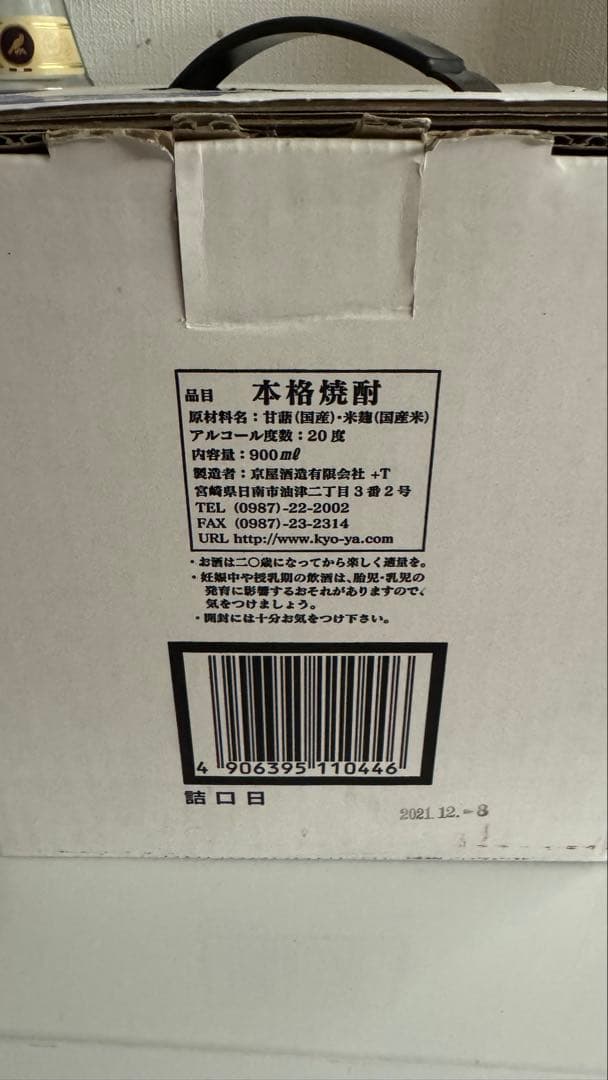 品目 本格焼酎
原材料名：甘藷(国産)・米麹(国産米)
アルコール度数：20度
内容量：900mℓ
製造者：京屋酒造有限会社 +T
宮崎県日南市油津二丁目3番2号
TEL (0987)-22-2002
FAX (0987)-23-2314
URL http://www.kyo-ya.com
・お酒は二〇歳になってから楽しく適量を。
・妊娠中や授乳期の飲酒は、胎児・乳児の
発育に影響するおそれがありますので、
気をつけましょう。
・開封には十分お気をつけ下さい。
4 906395 110446
詰口日
2021.12.-8